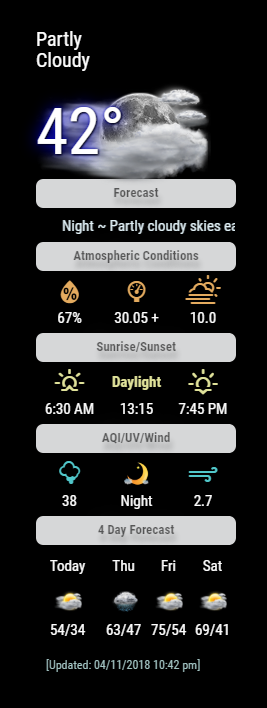 Partly
Cloudy
42°
Forecast
Night ~ Partly cloudy skies ea
Atmospheric Conditions
%
67% 30.05 + 10.0
Sunrise/Sunset
Daylight
6:30 AM 13:15 7:45 PM
AQI/UV/Wind
38 Night 2.7
4 Day Forecast
Today Thu Fri Sat
54/34 63/47 75/54 69/41
[Updated: 04/11/2018 10:42 pm]